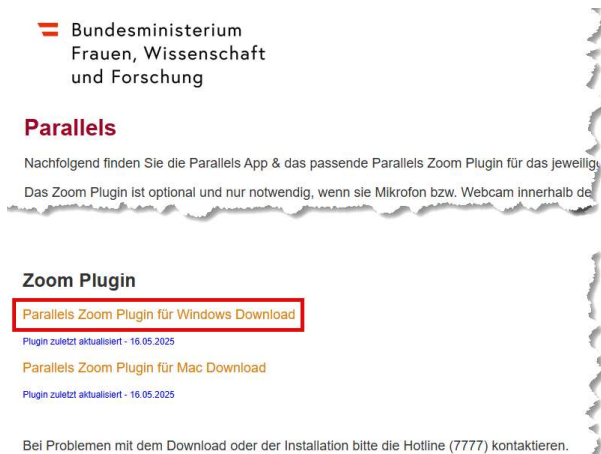 Bundesministerium
Frauen, Wissenschaft
und Forschung
Parallels
Nachfolgend finden Sie die Parallels App & das passende Parallels Zoom Plugin für das
Das Zoom Plugin ist optional und nur notwendig, wenn sie Mikrofon bzw. Webcam innerhalb
Zoom Plugin
Parallels Zoom Plugin für Windows Download
Plugin zuletzt aktualisiert - 16.05.2025
Parallels Zoom Plugin für Mac Download
Plugin zuletzt aktualisiert - 16.05.2025
Bei Problemen mit dem Download oder der Installation bitte die Hotline (7777) kontaktieren.